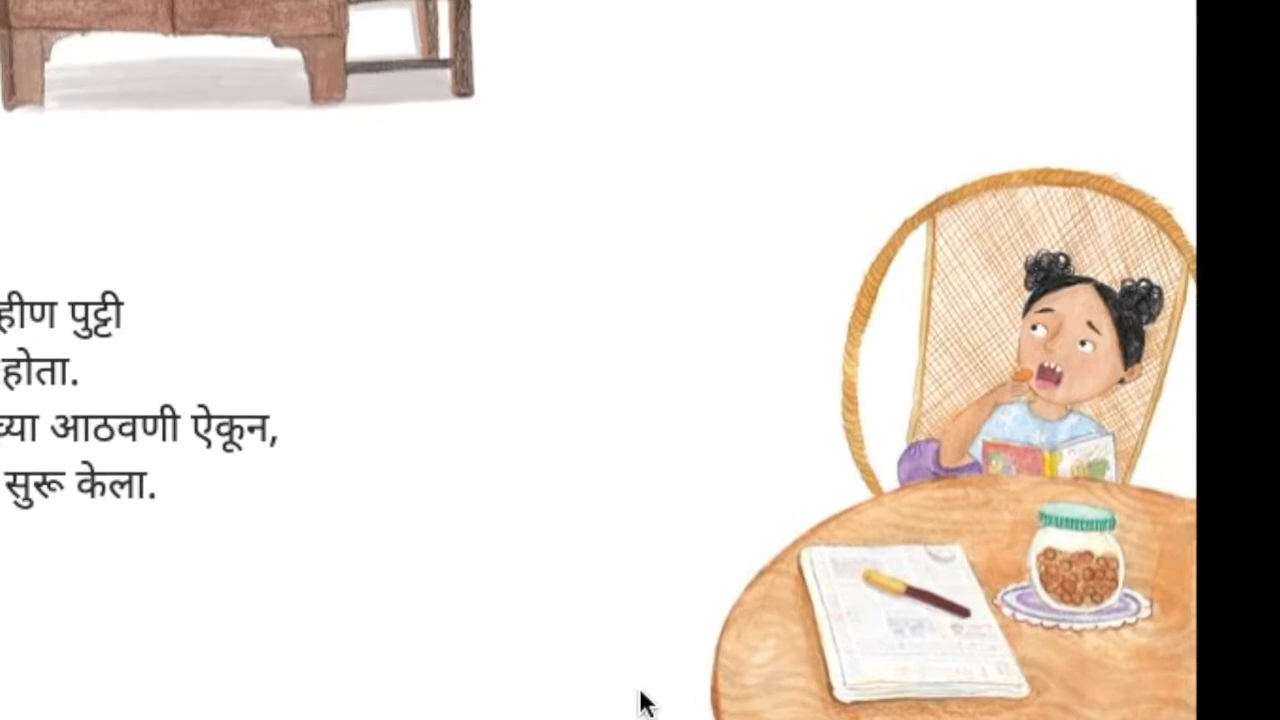 पुट्टी
होता.
आठवणी ऐकून,
सुरू केला.